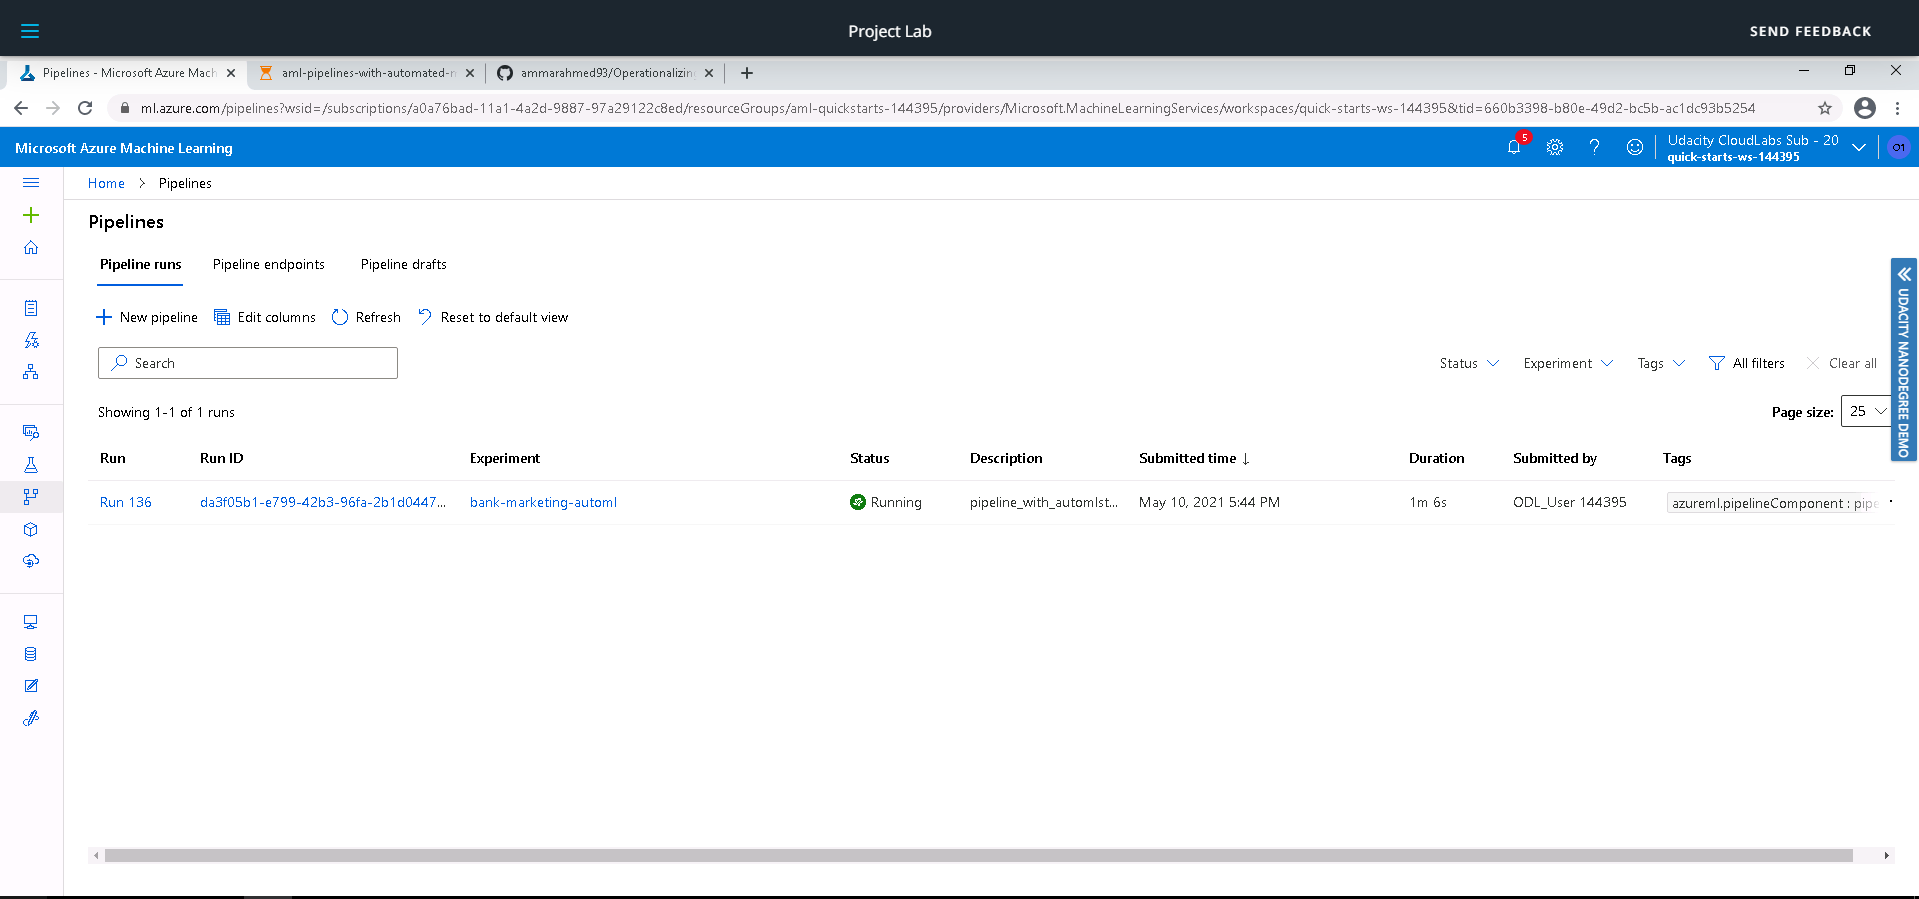 Project Lab
SEND FEEDBACK
Pipelines - Microsoft Azure Mach
aml-pipelines-with-automated-m
ammarahmed93/Operationalizing
ml.azure.com/pipelines?wsid=/subscriptions/a0a76bad-11a1-4a2d-9887-97a29122c8ed/resourceGroups/aml-quickstarts-144395/providers/Microsoft.MachineLearningServices/workspaces/quick-starts-ws-144395&tid=660b3398-b80e-49d2-bc5b-ac1dc93b5254
Microsoft Azure Machine Learning
5
Udacity CloudLabs Sub - 20
quick-starts-ws-144395
O1
Home > Pipelines
Pipelines
Pipeline runs Pipeline endpoints Pipeline drafts
New pipeline Edit columns Refresh Reset to default view
Search
Status Experiment Tags All filters Clear all
Showing 1-1 of 1 runs
Page size: 25
Run Run ID Experiment Status Description Submitted time ↓ Duration Submitted by Tags
Run 136 da3f05b1-e799-42b3-96fa-2b1d0447... bank-marketing-automl Running pipeline_with_automlst... May 10, 2021 5:44 PM 1m 6s ODL_User 144395 azureml.pipelineComponent : pipe
UDACITY NANODEGREE DEMO